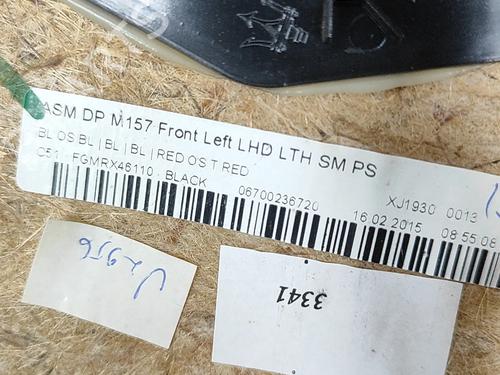 ASM DP M157 Front Left LHD LTH SM PS
BL OS BL | BL | BL | RED OS T RED
C51 FGMRX46110 BLACK
06700236720
XJ1930 0013
16 02 2015 08 55 08
3341